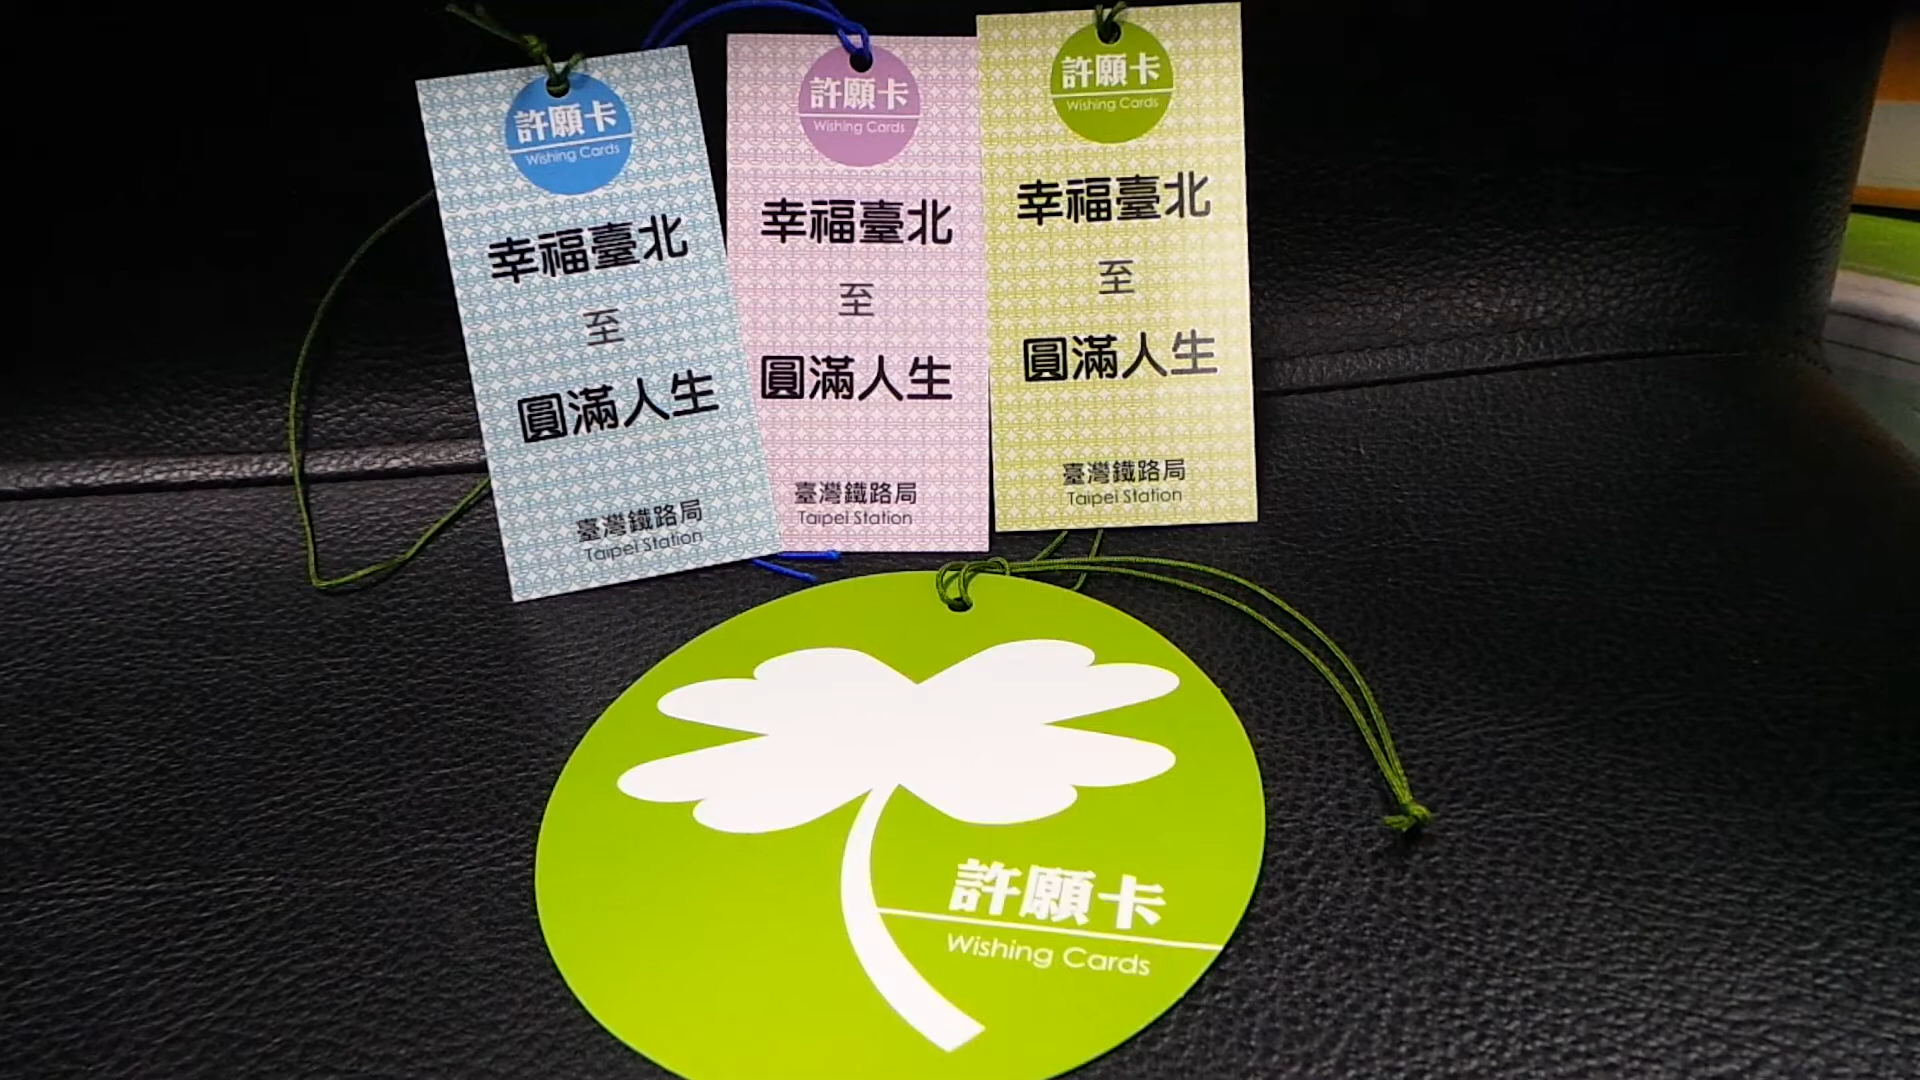 許願卡
Wishing Cards
幸福臺北
至
圓滿人生
臺灣鐵路局
Taipei Station
許願卡
Wishing Cards
幸福臺北
至
圓滿人生
臺灣鐵路局
Taipei Station
許願卡
Wishing Cards
幸福臺北
至
圓滿人生
臺灣鐵路局
Taipei Station
許願卡
Wishing Cards